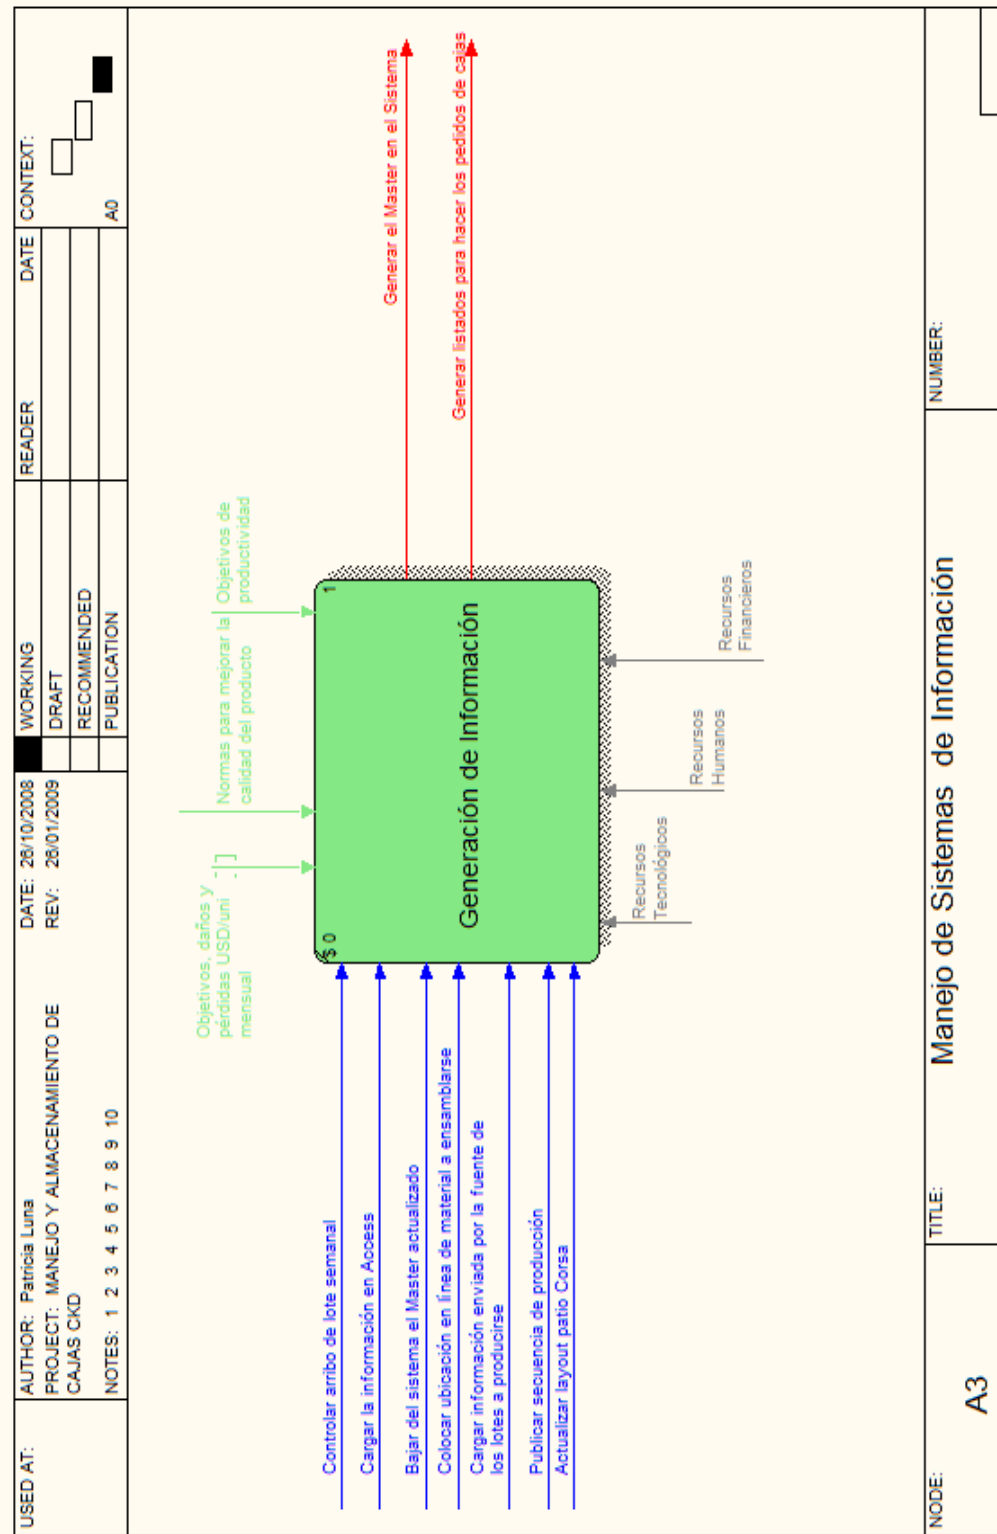 USED AT:
AUTHOR: Patricia Luna
PROJECT: MANEJO Y ALMACENAMIENTO DE
CAJAS CKD
NOTES: 1 2 3 4 5 6 7 8 9 10
DATE: 26/10/2008
REV: 26/01/2009
WORKING
DRAFT
RECOMMENDED
PUBLICATION
READER
DATE
CONTEXT:
A0
Objetivos, daños y
pérdidas USD/uni
mensual
Normas para mejorar la
calidad del producto
Objetivos de
productividad
Controlar arribo de lote semanal
Cargar la información en Access
Bajar del sistema el Master actualizado
Colocar ubicación en línea de material a ensamblarse
Cargar información enviada por la fuente de
los lotes a producirse
Publicar secuencia de producción
Actualizar layout patio Corsa
$ 0
1
Generación de Información
Generar el Master en el Sistema
Generar listados para hacer los pedidos de cajas
Recursos
Tecnológicos
Recursos
Humanos
Recursos
Financieros
NODE:
A3
TITLE:
Manejo de Sistemas de Información
NUMBER: